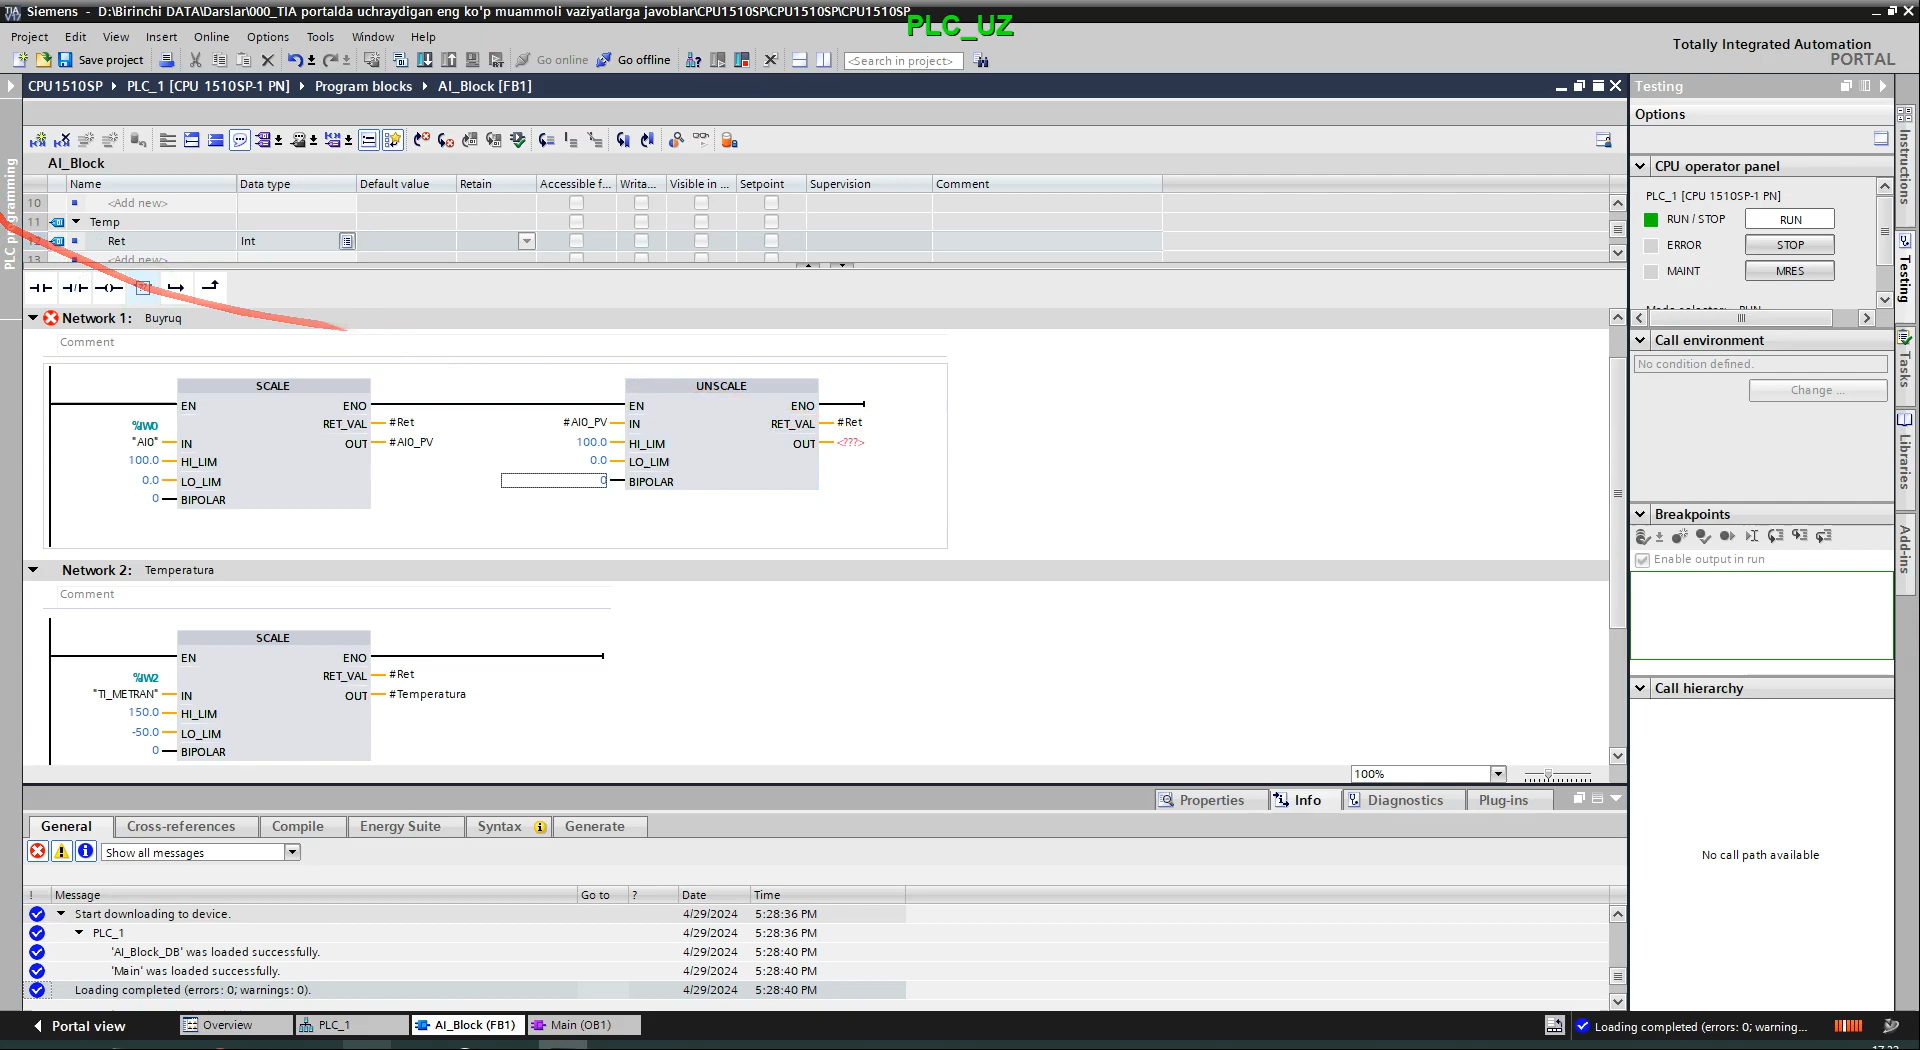 Siemens - D:\Birinchi DATA\Darslar\000_TIA portalda uchraydigan eng ko'p muammoli vaziyatlarga javoblar\CPU1510SP\CPU1510SP\CPU1510SP
PLC_UZ
Project Edit View Insert Online Options Tools Window Help
Totally Integrated Automation
PORTAL
Save project Go online Go offline <Search in project>
CPU1510SP PLC_1 [CPU 1510SP-1 PN] Program blocks AI_Block [FB1]
Testing
Options
PLC programming
AI_Block
Name Data type Default value Retain Accessible f... Writa... Visible in ... Setpoint Supervision Comment
10 <Add new>
11 Temp
12 Ret Int
13 <Add new>
CPU operator panel
PLC_1 [CPU 1510SP-1 PN]
RUN / STOP RUN
ERROR STOP
MAINT MRES
Network 1: Buyruq
Comment
SCALE
EN ENO
RET_VAL #Ret
%IW0
"AI0" IN OUT #AI0_PV
100.0 HI_LIM
0.0 LO_LIM
0 BIPOLAR
UNSCALE
EN ENO
#AI0_PV IN RET_VAL #Ret
100.0 HI_LIM OUT <???>
0.0 LO_LIM
0 BIPOLAR
Network 2: Temperatura
Comment
SCALE
EN ENO
RET_VAL #Ret
%IW2
"TI_METRAN" IN OUT #Temperatura
150.0 HI_LIM
-50.0 LO_LIM
0 BIPOLAR
100%
Call environment
No condition defined.
Change ...
Breakpoints
Enable output in run
Call hierarchy
No call path available
Instructions
Testing
Tasks
Libraries
Add-ins
Properties Info Diagnostics Plug-ins
General Cross-references Compile Energy Suite Syntax Generate
Show all messages
! Message Go to ? Date Time
Start downloading to device. 4/29/2024 5:28:36 PM
PLC_1 4/29/2024 5:28:36 PM
'AI_Block_DB' was loaded successfully. 4/29/2024 5:28:40 PM
'Main' was loaded successfully. 4/29/2024 5:28:40 PM
Loading completed (errors: 0; warnings: 0). 4/29/2024 5:28:40 PM
Portal view Overview PLC_1 AI_Block (FB1) Main (OB1) Loading completed (errors: 0; warning...